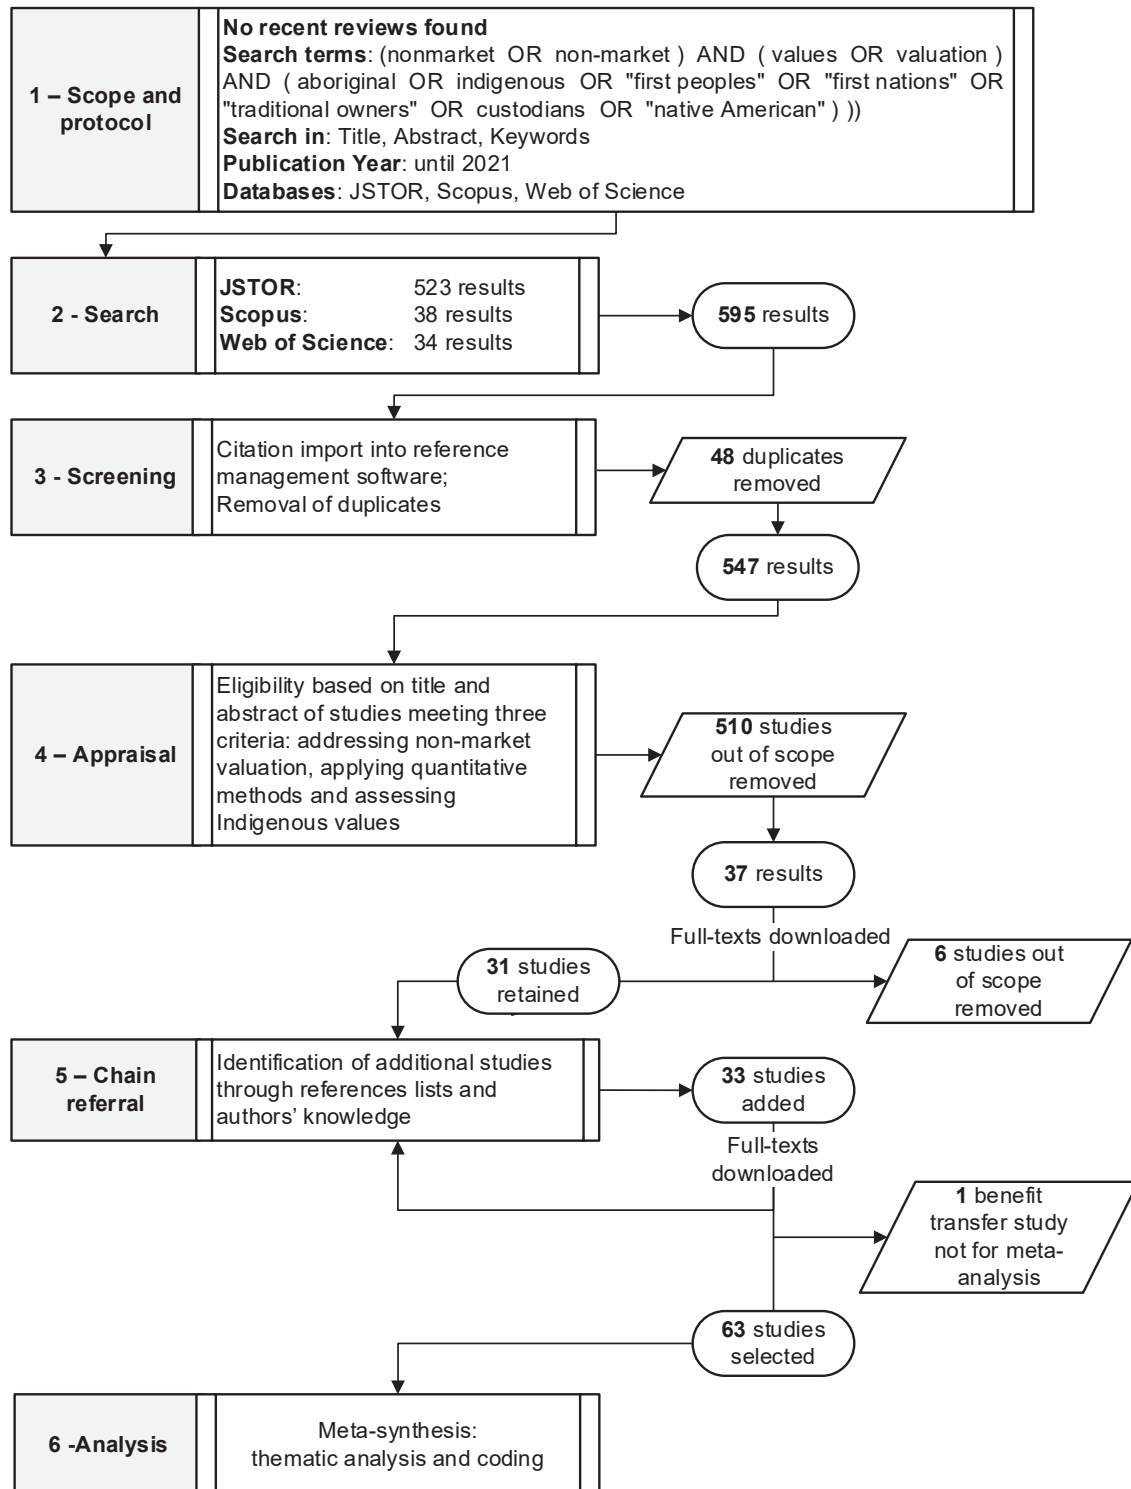 1 – Scope and
protocol
No recent reviews found
Search terms: (nonmarket OR non-market ) AND ( values OR valuation )
AND ( aboriginal OR indigenous OR "first peoples" OR "first nations" OR
"traditional owners" OR custodians OR "native American" ) ))
Search in: Title, Abstract, Keywords
Publication Year: until 2021
Databases: JSTOR, Scopus, Web of Science
2 - Search
JSTOR: 523 results
Scopus: 38 results
Web of Science: 34 results
595 results
3 - Screening
Citation import into reference
management software;
Removal of duplicates
48 duplicates
removed
547 results
4 – Appraisal
Eligibility based on title and
abstract of studies meeting three
criteria: addressing non-market
valuation, applying quantitative
methods and assessing
Indigenous values
510 studies
out of scope
removed
37 results
Full-texts downloaded
6 studies out
of scope
removed
31 studies
retained
5 – Chain
referral
Identification of additional studies
through references lists and
authors’ knowledge
33 studies
added
Full-texts
downloaded
1 benefit
transfer study
not for meta-
analysis
63 studies
selected
6 -Analysis
Meta-synthesis:
thematic analysis and coding